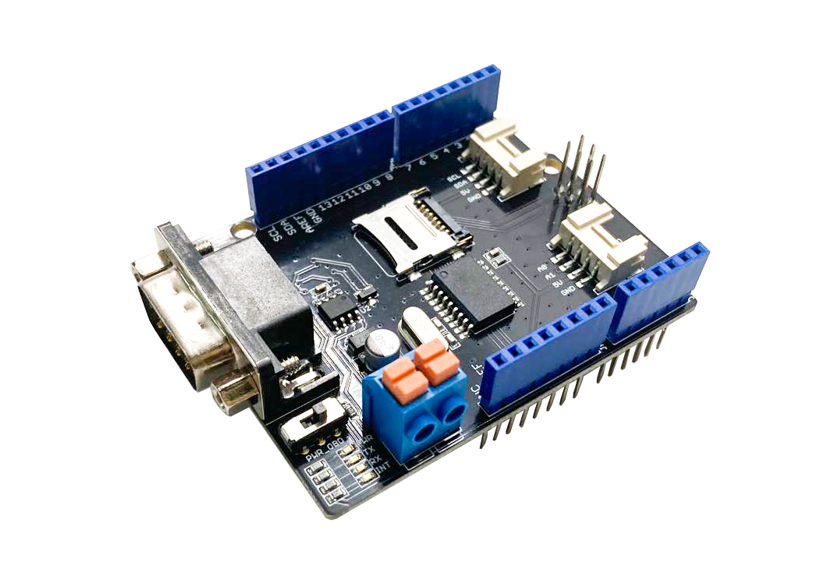 SCL
SDA
AREF
GND
13 12 11 10 9 8
7 6 5 4 3
SCL
SDA
5V
GND
A0
A1
5V
GND
U2
PWR_OBD
PWR
TX
RX
INT